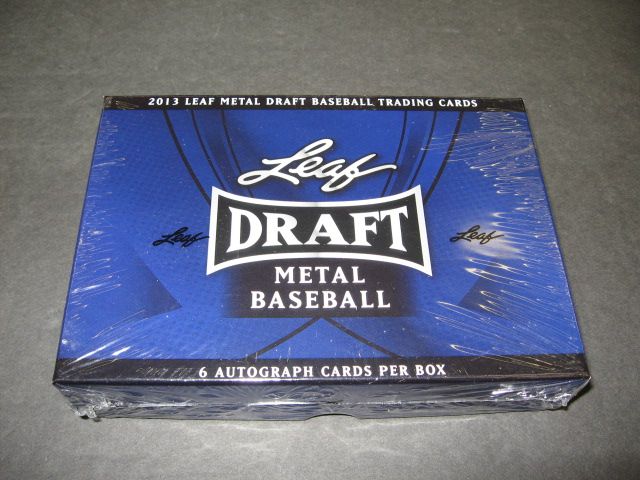 2013 LEAF METAL DRAFT BASEBALL TRADING CARDS
Leaf
Leaf DRAFT Leaf
METAL
BASEBALL
6 AUTOGRAPH CARDS PER BOX